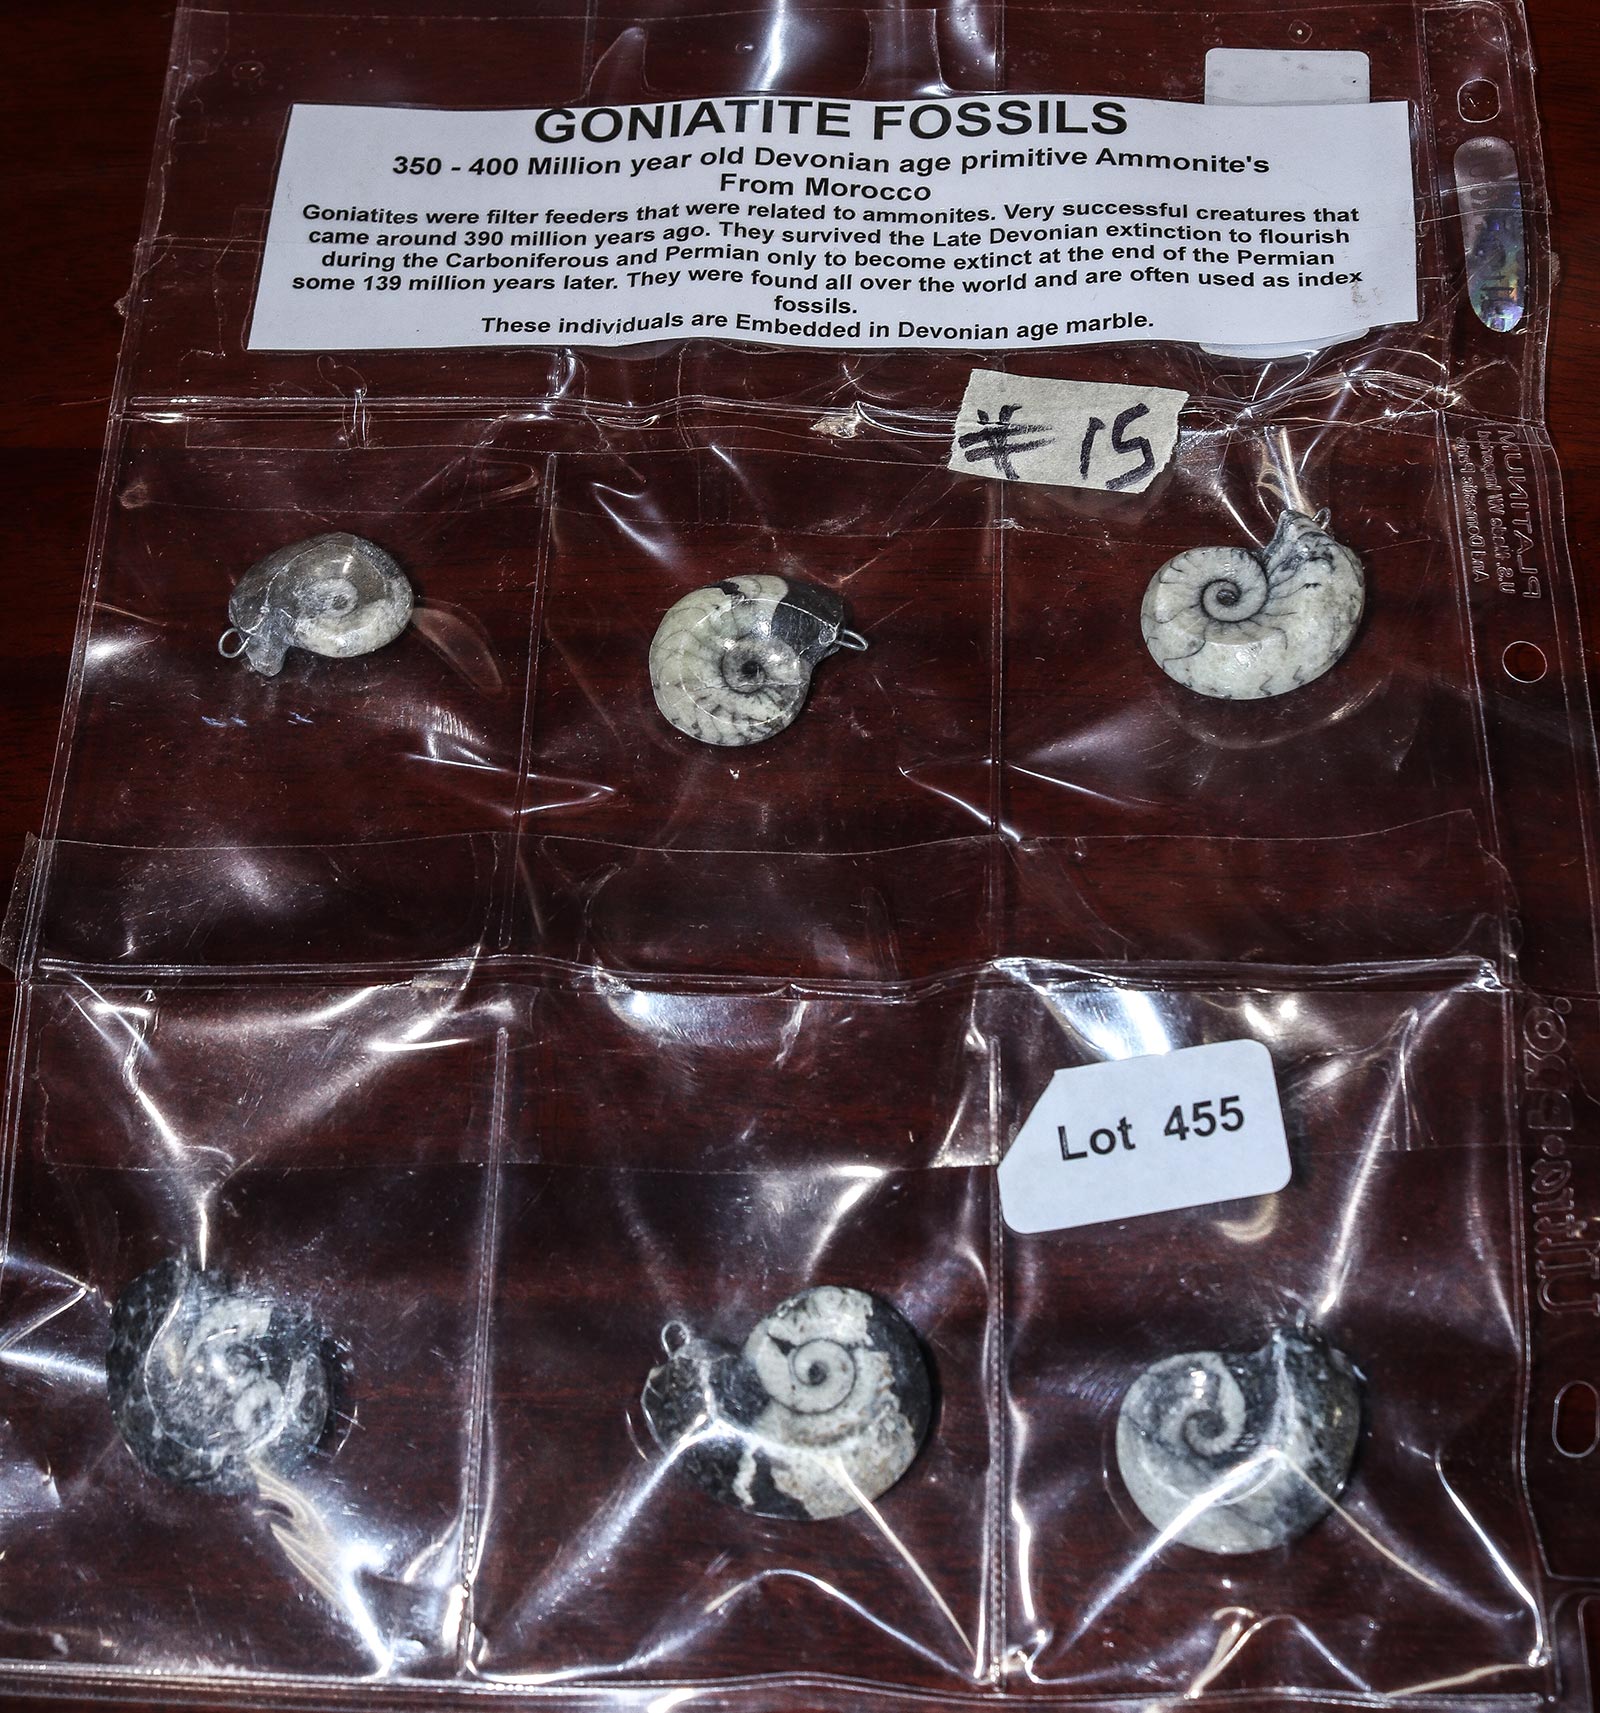 GONIATITE FOSSILS
350 - 400 Million year old Devonian age primitive Ammonite's
From Morocco
Goniatites were filter feeders that were related to ammonites. Very successful creatures that
came around 390 million years ago. They survived the Late Devonian extinction to flourish
during the Carboniferous and Permian only to become extinct at the end of the Permian
some 139 million years later. They were found all over the world and are often used as index
fossils.
These individuals are Embedded in Devonian age marble.
# 15
PLATINUM
Lot 455
Ultra•PRO